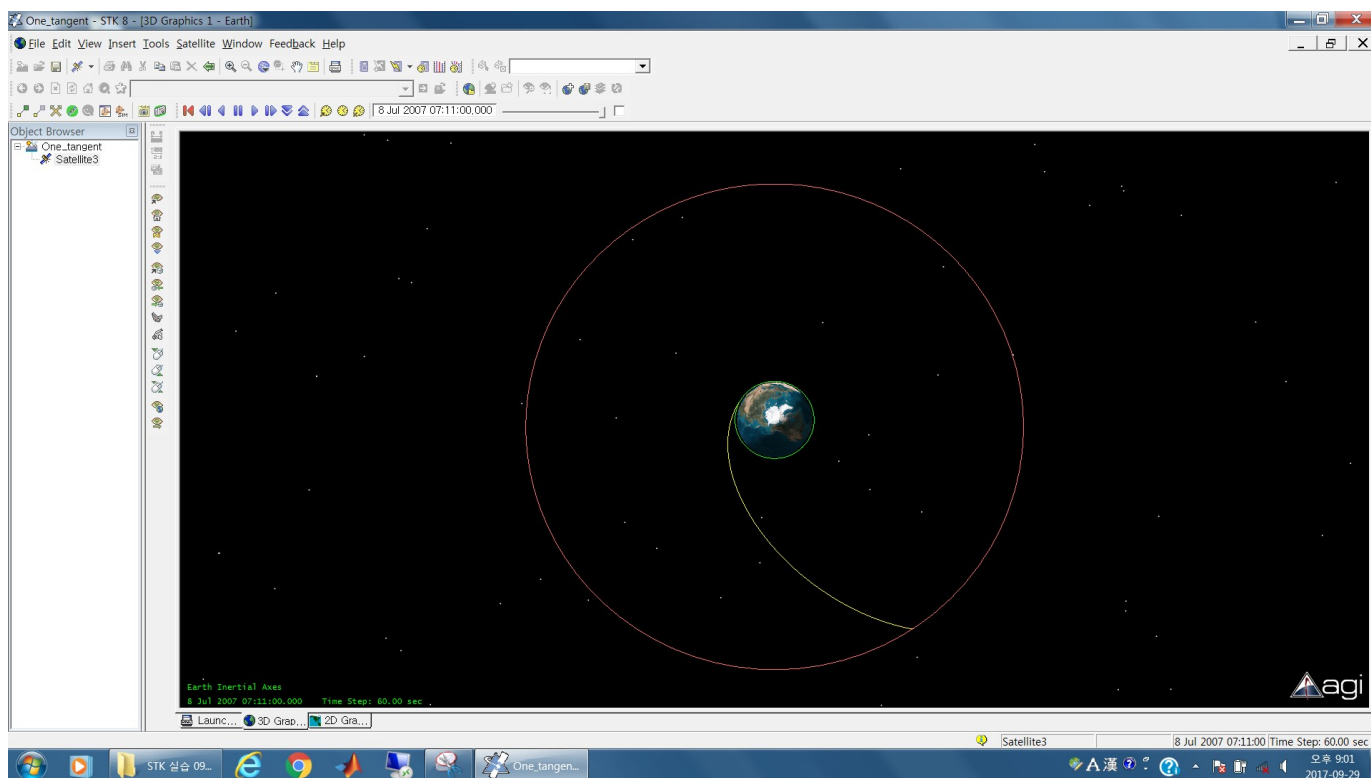 One_tangent - STK 8 - [3D Graphics 1 - Earth]
File Edit View Insert Tools Satellite Window Feedback Help
8 Jul 2007 07:11:00,000
Object Browser
One_tangent
Satellite3
Earth Inertial Axes
8 Jul 2007 07:11:00.000 Time Step: 60.00 sec
agi
Launc... 3D Grap... 2D Gra...
Satellite3 8 Jul 2007 07:11:00 Time Step: 60.00 sec
STK 실습 09... One_tangen... A 漢 오후 9:01
2017-09-29